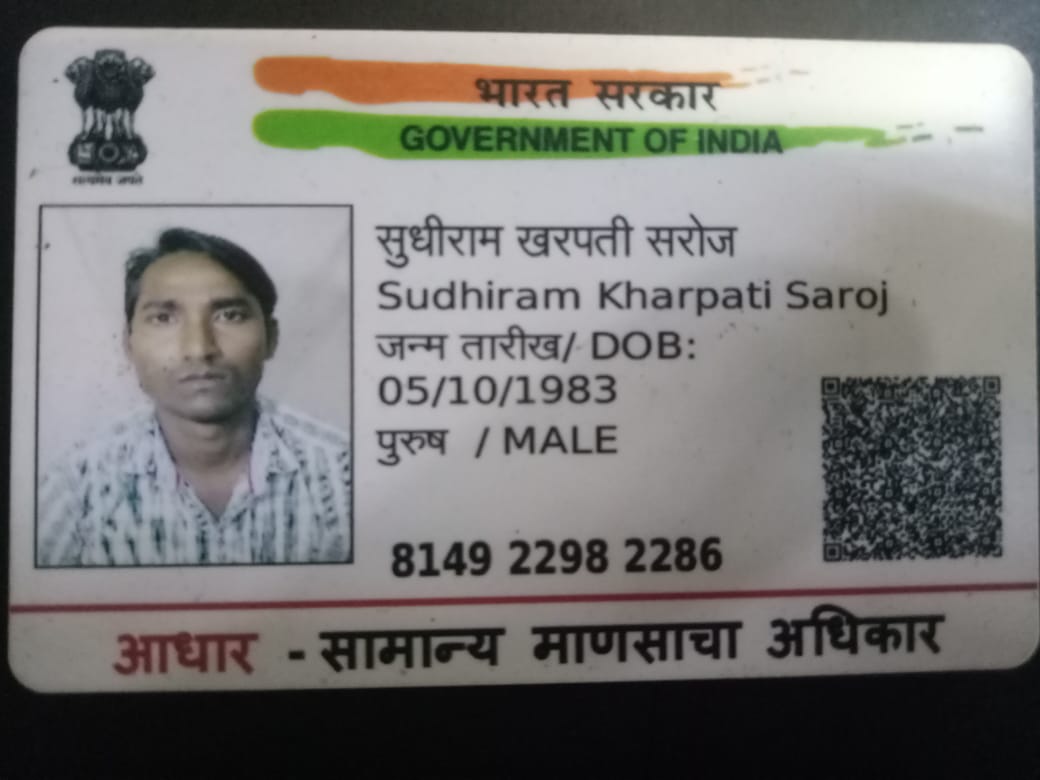 भारत सरकार
GOVERNMENT OF INDIA
सत्यमेव जयते
सुधीराम खरपती सरोज
Sudhiram Kharpati Saroj
जन्म तारीख/ DOB:
05/10/1983
पुरुष / MALE
8149 2298 2286
आधार - सामान्य माणसाचा अधिकार